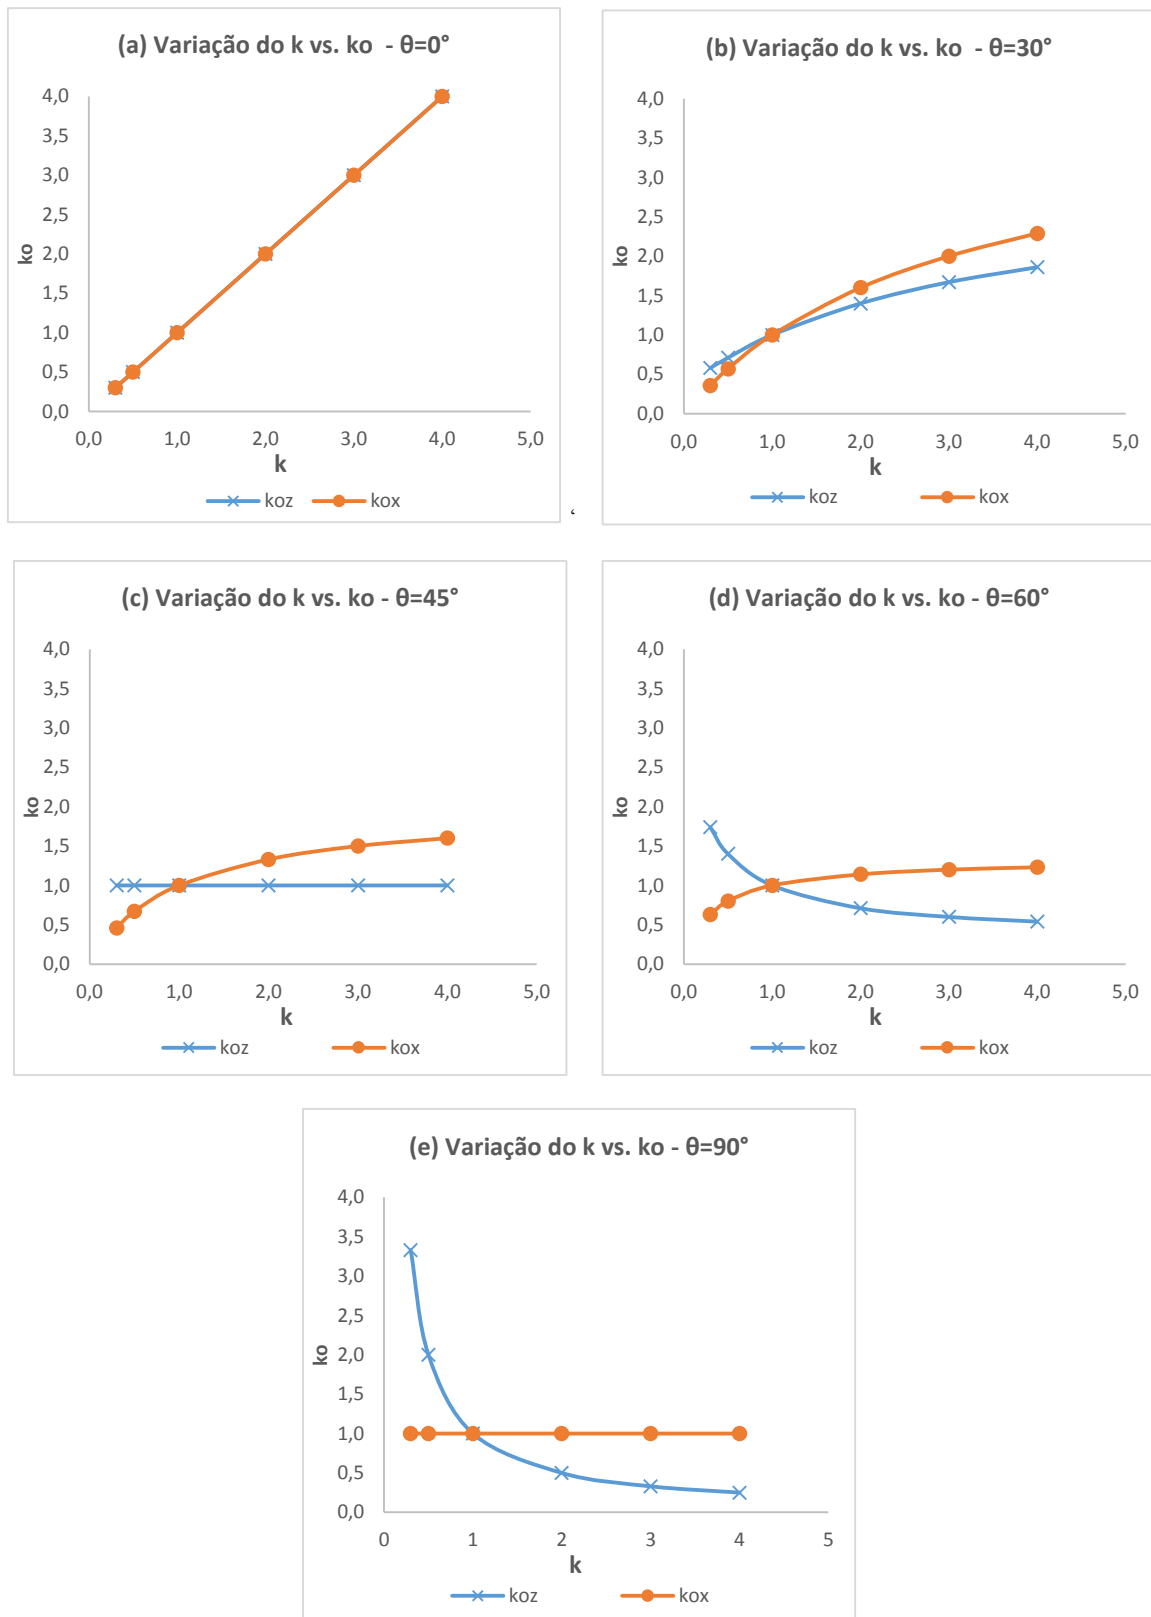 (a) Variação do k vs. ko - θ=0°
4,0
3,5
3,0
2,5
2,0
1,5
1,0
0,5
0,0
ko
0,0 1,0 2,0 3,0 4,0 5,0
k
koz kox
‘
(b) Variação do k vs. ko - θ=30°
4,0
3,5
3,0
2,5
2,0
1,5
1,0
0,5
0,0
ko
0,0 1,0 2,0 3,0 4,0 5,0
k
koz kox
(c) Variação do k vs. ko - θ=45°
4,0
3,5
3,0
2,5
2,0
1,5
1,0
0,5
0,0
ko
0,0 1,0 2,0 3,0 4,0 5,0
k
koz kox
(d) Variação do k vs. ko - θ=60°
4,0
3,5
3,0
2,5
2,0
1,5
1,0
0,5
0,0
ko
0,0 1,0 2,0 3,0 4,0 5,0
k
koz kox
(e) Variação do k vs. ko - θ=90°
4,0
3,5
3,0
2,5
2,0
1,5
1,0
0,5
0,0
ko
0 1 2 3 4 5
k
koz kox